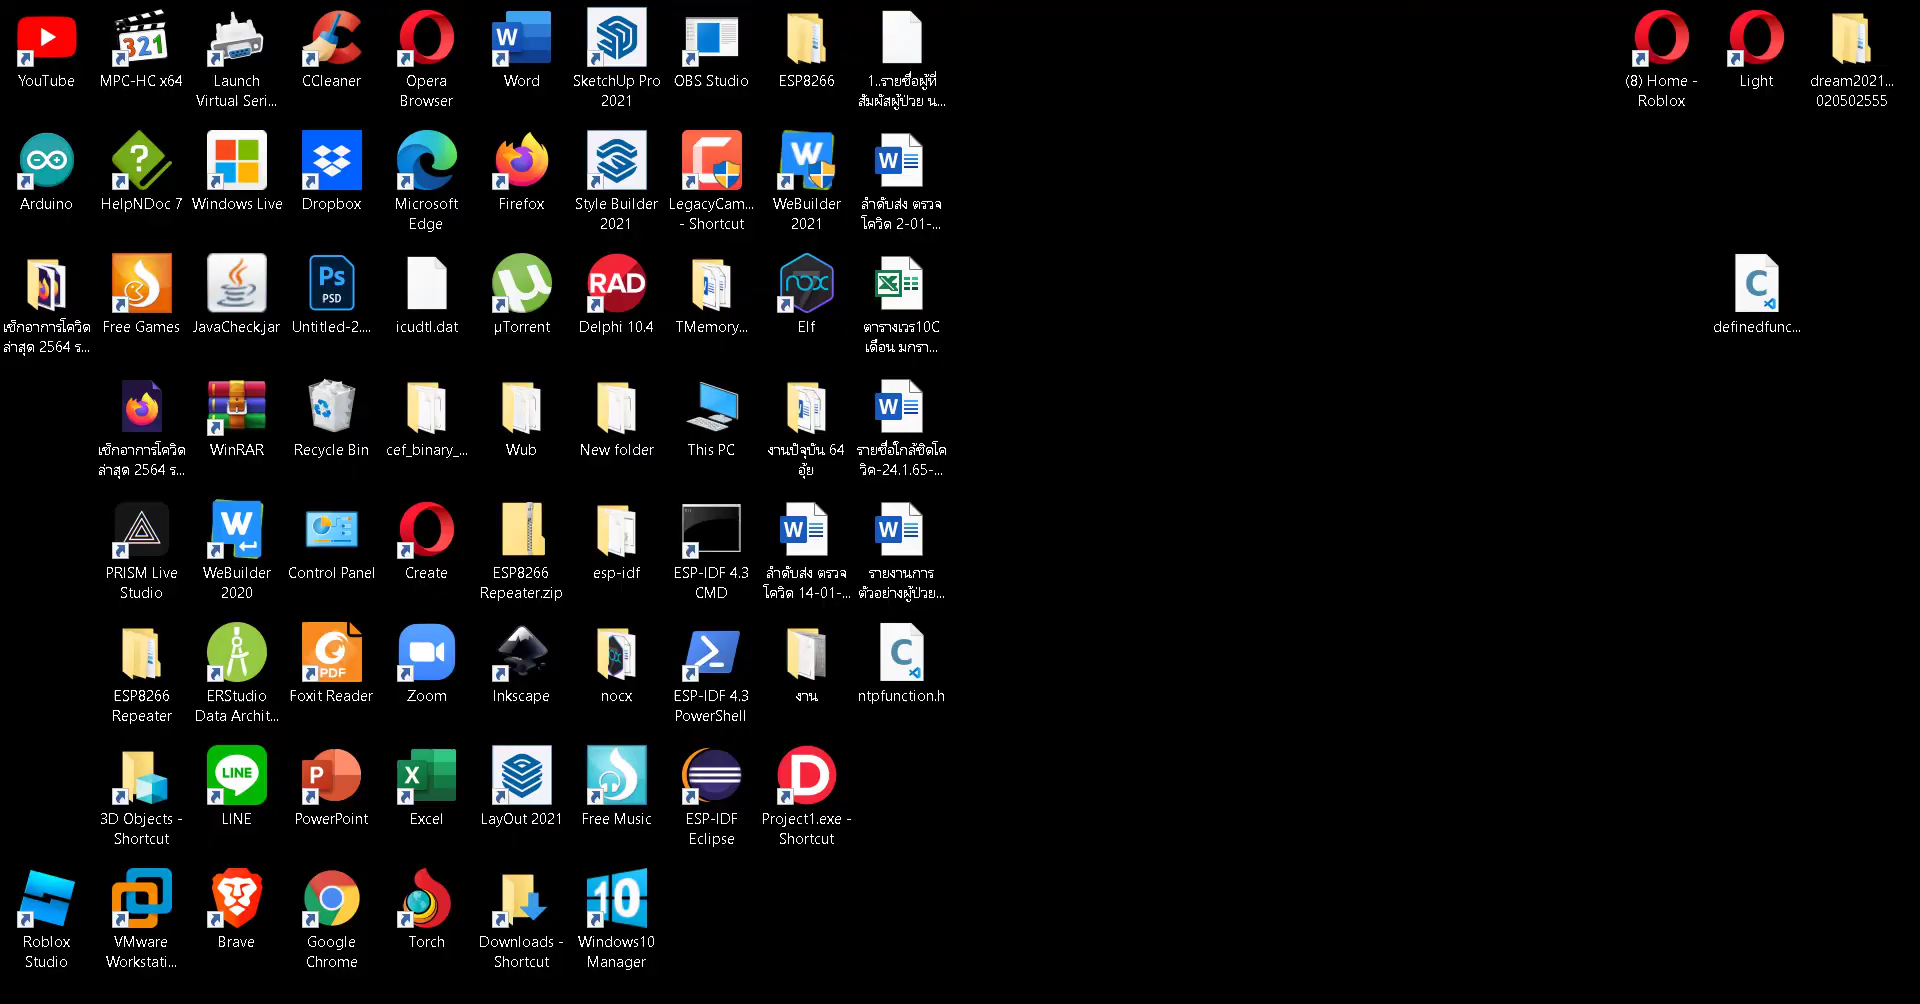 YouTube
MPC-HC x64
Launch
Virtual Seri...
CCleaner
Opera
Browser
Word
SketchUp Pro
2021
OBS Studio
ESP8266
1..รายชื่อผู้ที่
สัมผัสผู้ป่วย น...
(8) Home -
Roblox
Light
dream2021...
020502555
Arduino
HelpNDoc 7
Windows Live
Dropbox
Microsoft
Edge
Firefox
Style Builder
2021
LegacyCam...
- Shortcut
WeBuilder
2021
ลำดับส่ง ตรวจ
โควิด 2-01-...
เช็กอาการโควิด
ล่าสุด 2564 ร...
Free Games
JavaCheck.jar
Untitled-2....
icudtl.dat
µTorrent
Delphi 10.4
TMemory...
Elf
ตารางเวร10C
เดือน มกรา...
definedfunc...
เช็กอาการโควิด
ล่าสุด 2564 ร...
WinRAR
Recycle Bin
cef_binary_...
Wub
New folder
This PC
งานปัจุบัน 64
อุ้ย
รายชื่อใกล้ชิดโค
วิค-24.1.65-...
PRISM Live
Studio
WeBuilder
2020
Control Panel
Create
ESP8266
Repeater.zip
esp-idf
ESP-IDF 4.3
CMD
ลำดับส่ง ตรวจ
โควิด 14-01-...
รายงานการ
ตัวอย่างผู้ป่วย...
ESP8266
Repeater
ERStudio
Data Archit...
Foxit Reader
Zoom
Inkscape
nocx
ESP-IDF 4.3
PowerShell
งาน
ntpfunction.h
3D Objects -
Shortcut
LINE
PowerPoint
Excel
LayOut 2021
Free Music
ESP-IDF
Eclipse
Project1.exe -
Shortcut
Roblox
Studio
VMware
Workstati...
Brave
Google
Chrome
Torch
Downloads -
Shortcut
Windows10
Manager